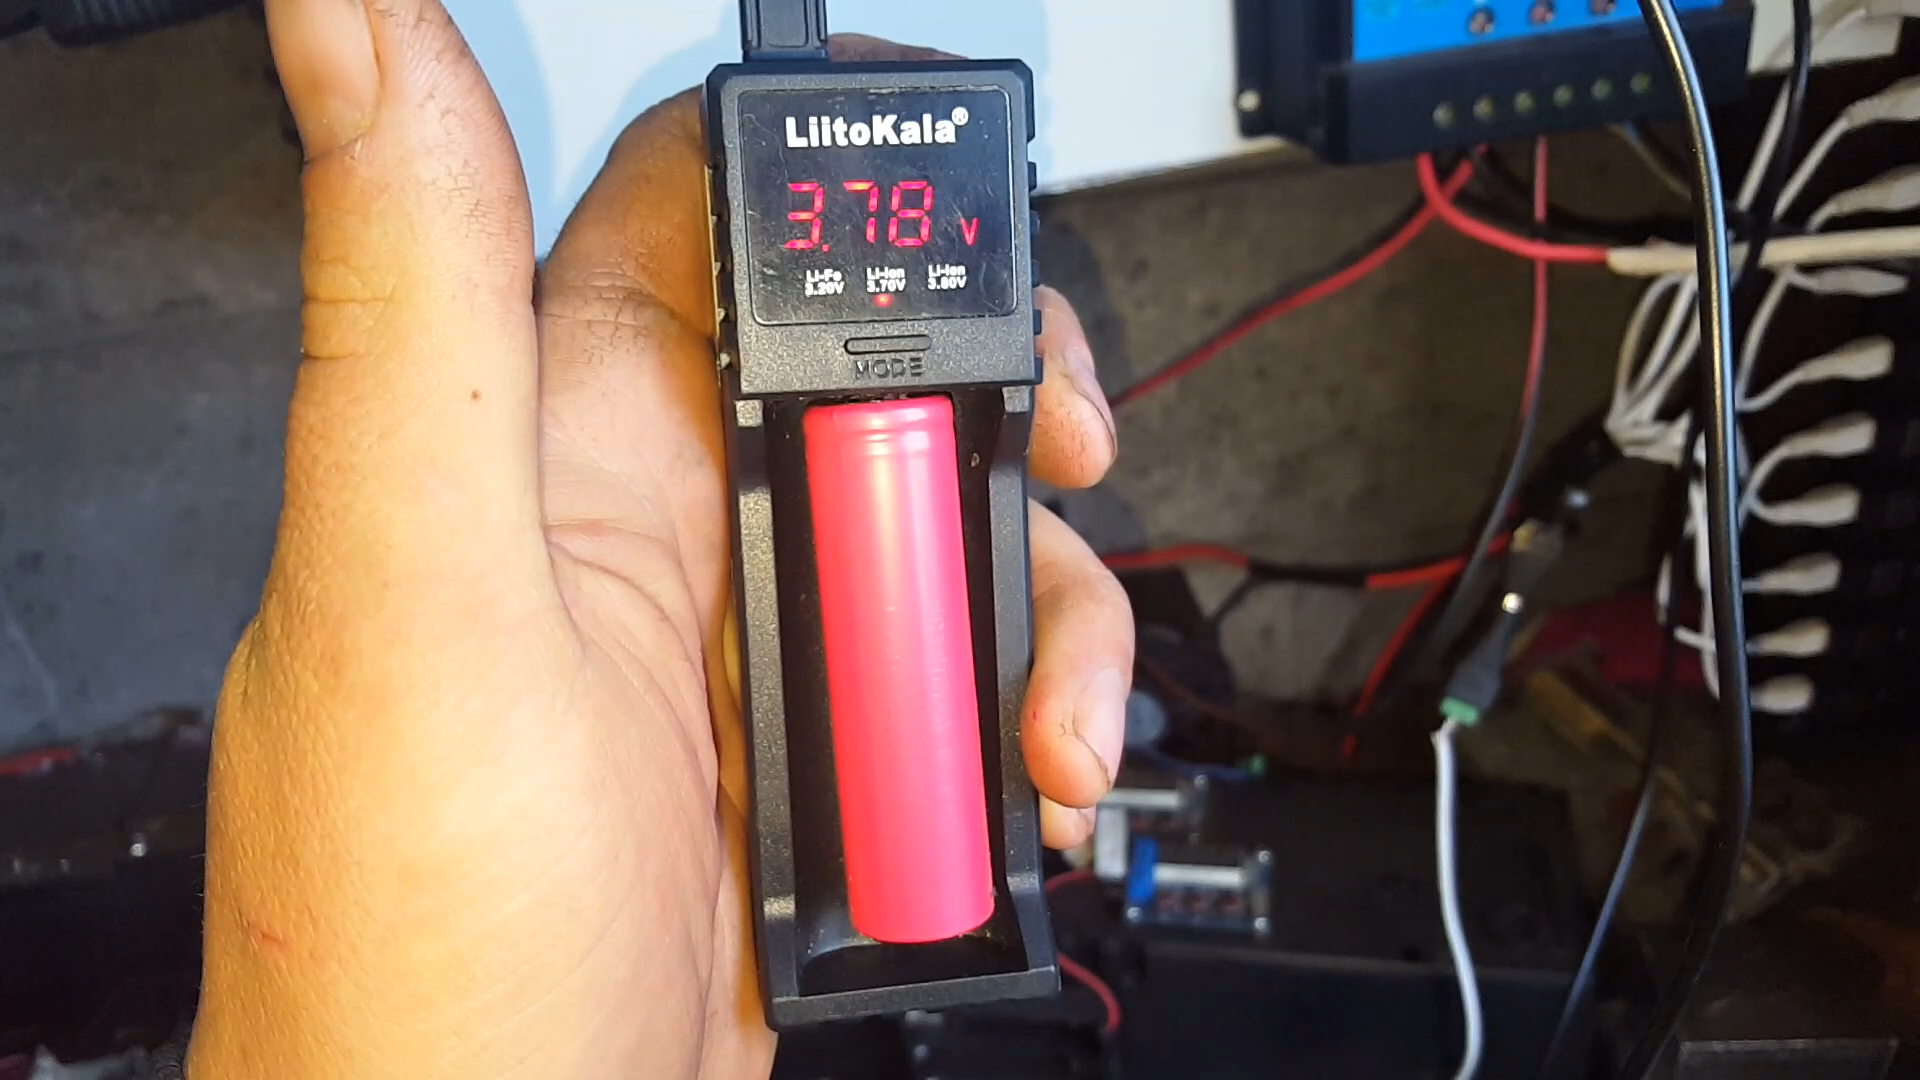 LiitoKala®
3.78 V
Li-Fe Li-ion Li-ion
3.20V 3.70V 3.80V
MODE